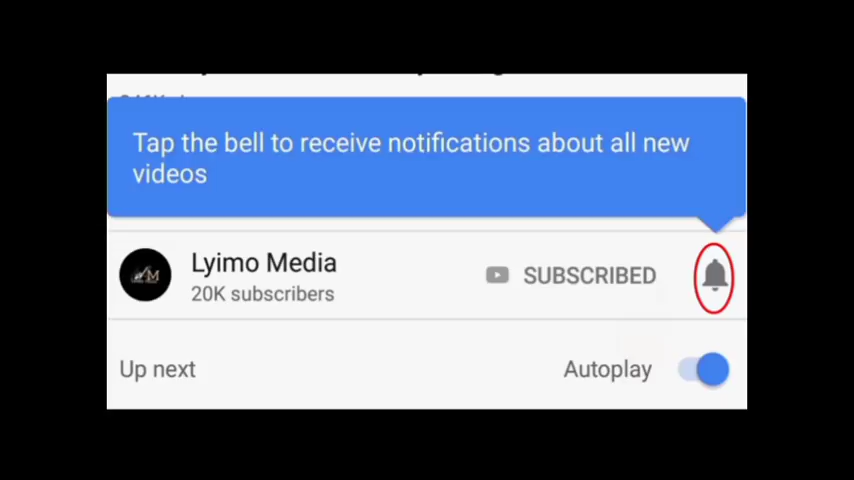 Tap the bell to receive notifications about all new
videos
Lyimo Media
SUBSCRIBED
20K subscribers
Up next
Autoplay